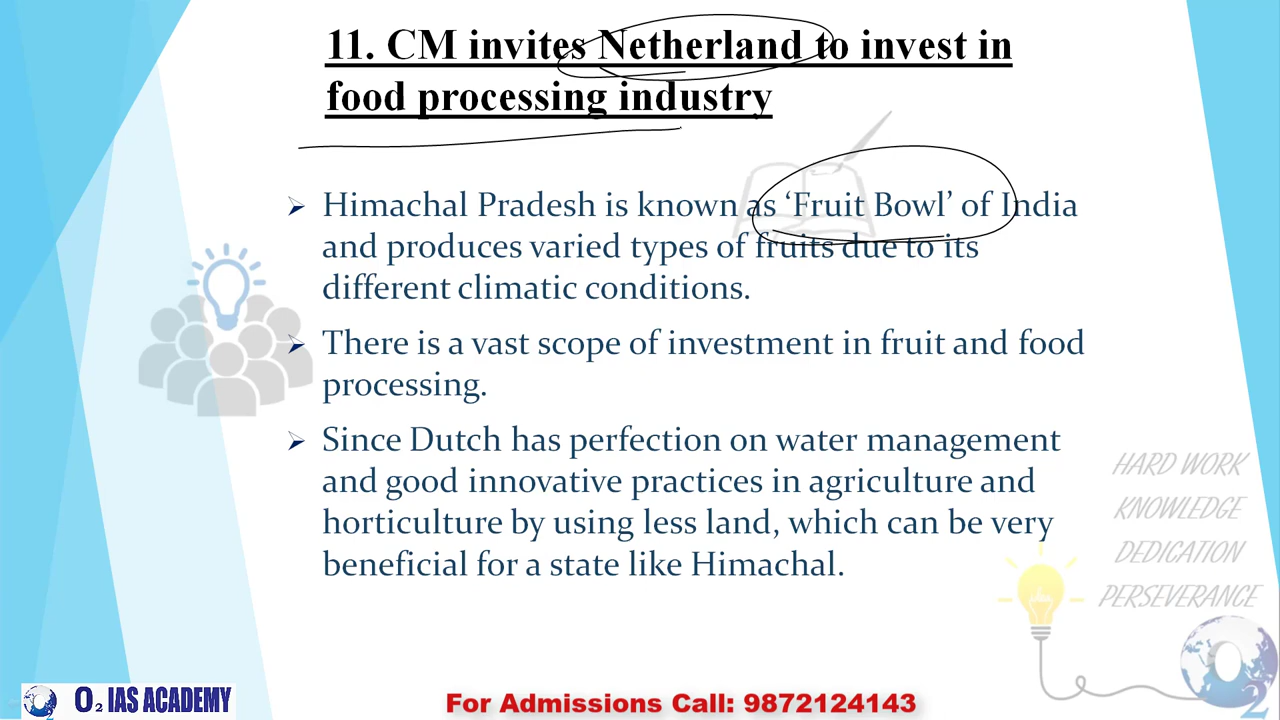 11. CM invites Netherland to invest in
food processing industry
➢ Himachal Pradesh is known as ‘Fruit Bowl’ of India
and produces varied types of fruits due to its
different climatic conditions.
➢ There is a vast scope of investment in fruit and food
processing.
➢ Since Dutch has perfection on water management
and good innovative practices in agriculture and
horticulture by using less land, which can be very
beneficial for a state like Himachal.
HARD WORK
KNOWLEDGE
DEDICATION
PERSEVERANCE
2
2
O2 IAS ACADEMY
For Admissions Call: 9872124143